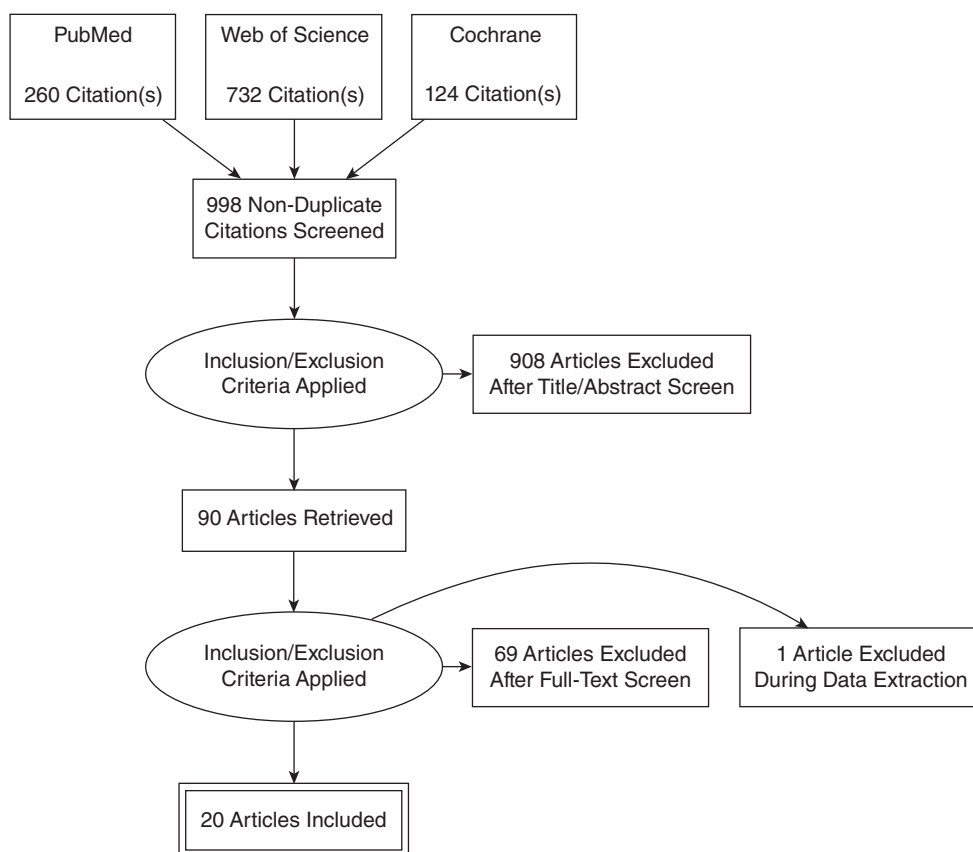 PubMed
260 Citation(s)
Web of Science
732 Citation(s)
Cochrane
124 Citation(s)
998 Non-Duplicate
Citations Screened
Inclusion/Exclusion
Criteria Applied
908 Articles Excluded
After Title/Abstract Screen
90 Articles Retrieved
Inclusion/Exclusion
Criteria Applied
69 Articles Excluded
After Full-Text Screen
1 Article Excluded
During Data Extraction
20 Articles Included